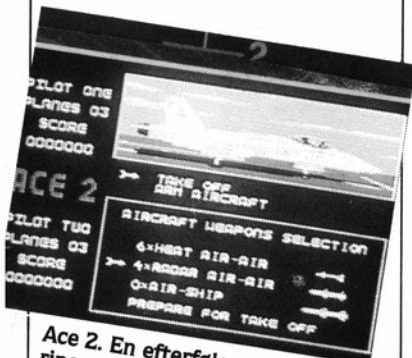 2
PILOT ONE
PLANES 03
SCORE
0000000
TAKE OFF
ARM AIRCRAFT
ACE 2
PILOT TWO
PLANES 03
SCORE
0000000
AIRCRAFT WEAPONS SELECTION
6×HEAT AIR-AIR
4×RADAR AIR-AIR
0×AIR-SHIP
PREPARE FOR TAKE OFF
Ace 2. En